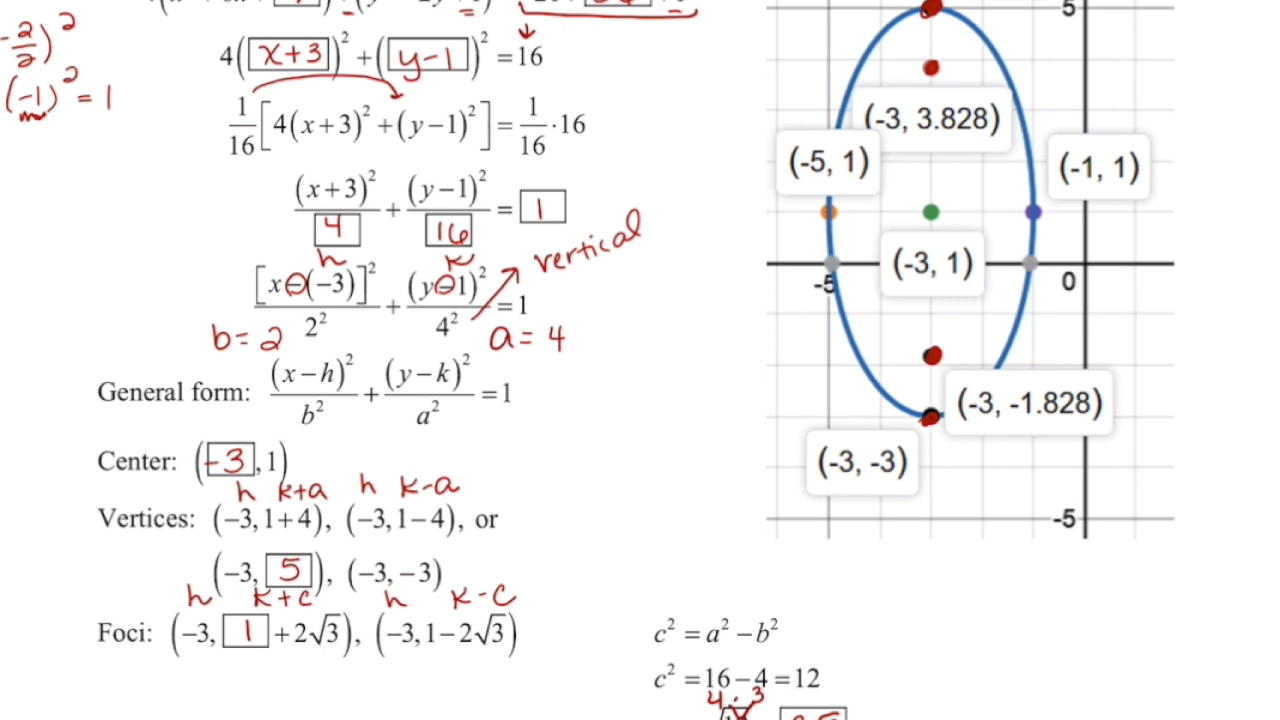 (-2/2)²
(-1)² = 1
4(x+3)² + (y-1)² = 16
1/16 [4(x+3)² + (y-1)²] = 1/16 · 16
(x+3)²/4 + (y-1)²/16 = 1
h k vertical
[x-(-3)]²/2² + (y-1)²/4² = 1
b = 2 a = 4
General form: (x-h)²/b² + (y-k)²/a² = 1
Center: (-3, 1)
h k+a h k-a
Vertices: (-3, 1+4), (-3, 1-4), or
(-3, 5), (-3, -3)
h k+c h k-c
Foci: (-3, 1+2√3), (-3, 1-2√3)
5
(-3, 3.828)
(-5, 1)
(-1, 1)
(-3, 1)
-5
0
(-3, -1.828)
(-3, -3)
-5
c² = a² - b²
c² = 16 - 4 = 12
4·3